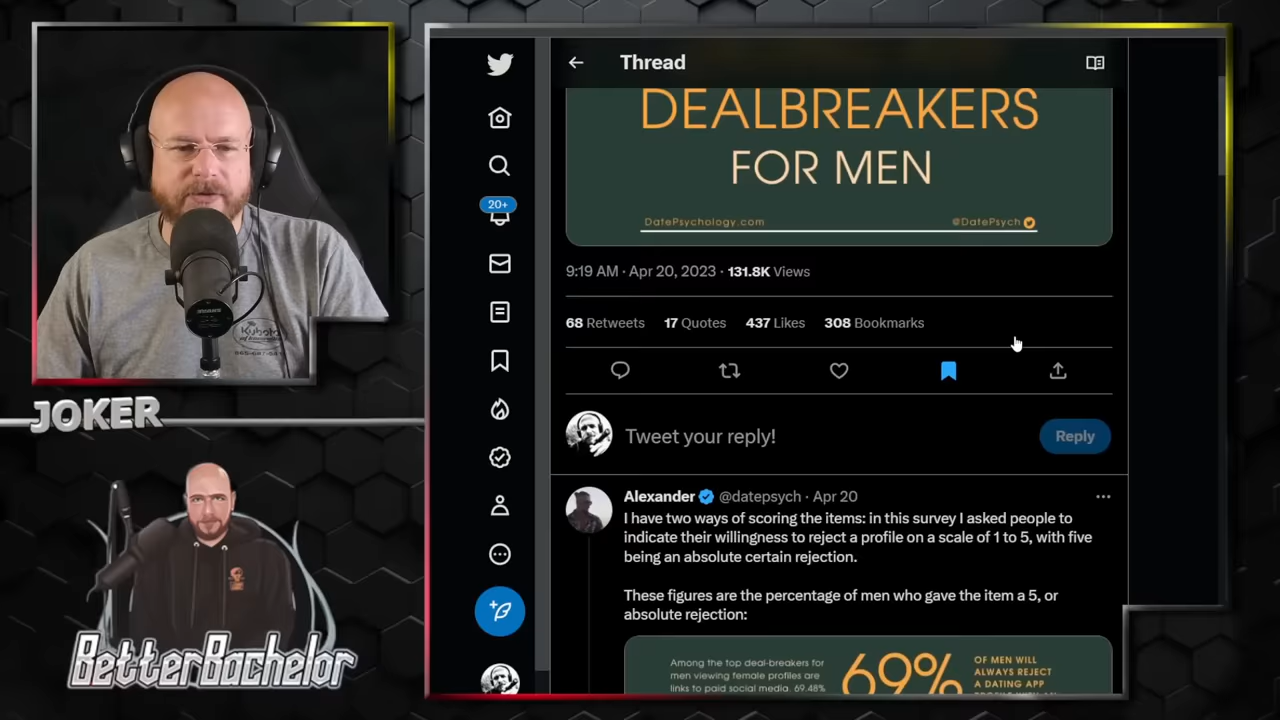 Thread
DEALBREAKERS
FOR MEN
DatePsychology.com
@DatePsych
9:19 AM · Apr 20, 2023 · 131.8K Views
68 Retweets 17 Quotes 437 Likes 308 Bookmarks
20+
Tweet your reply!
Reply
Alexander @datepsych · Apr 20
I have two ways of scoring the items: in this survey I asked people to
indicate their willingness to reject a profile on a scale of 1 to 5, with five
being an absolute certain rejection.
These figures are the percentage of men who gave the item a 5, or
absolute rejection:
Among the top deal-breakers for
men viewing female profiles are
links to paid social media. 69.48%
69%
OF MEN WILL
ALWAYS REJECT
A DATING APP
Kubota
JOKER
BetterBachelor